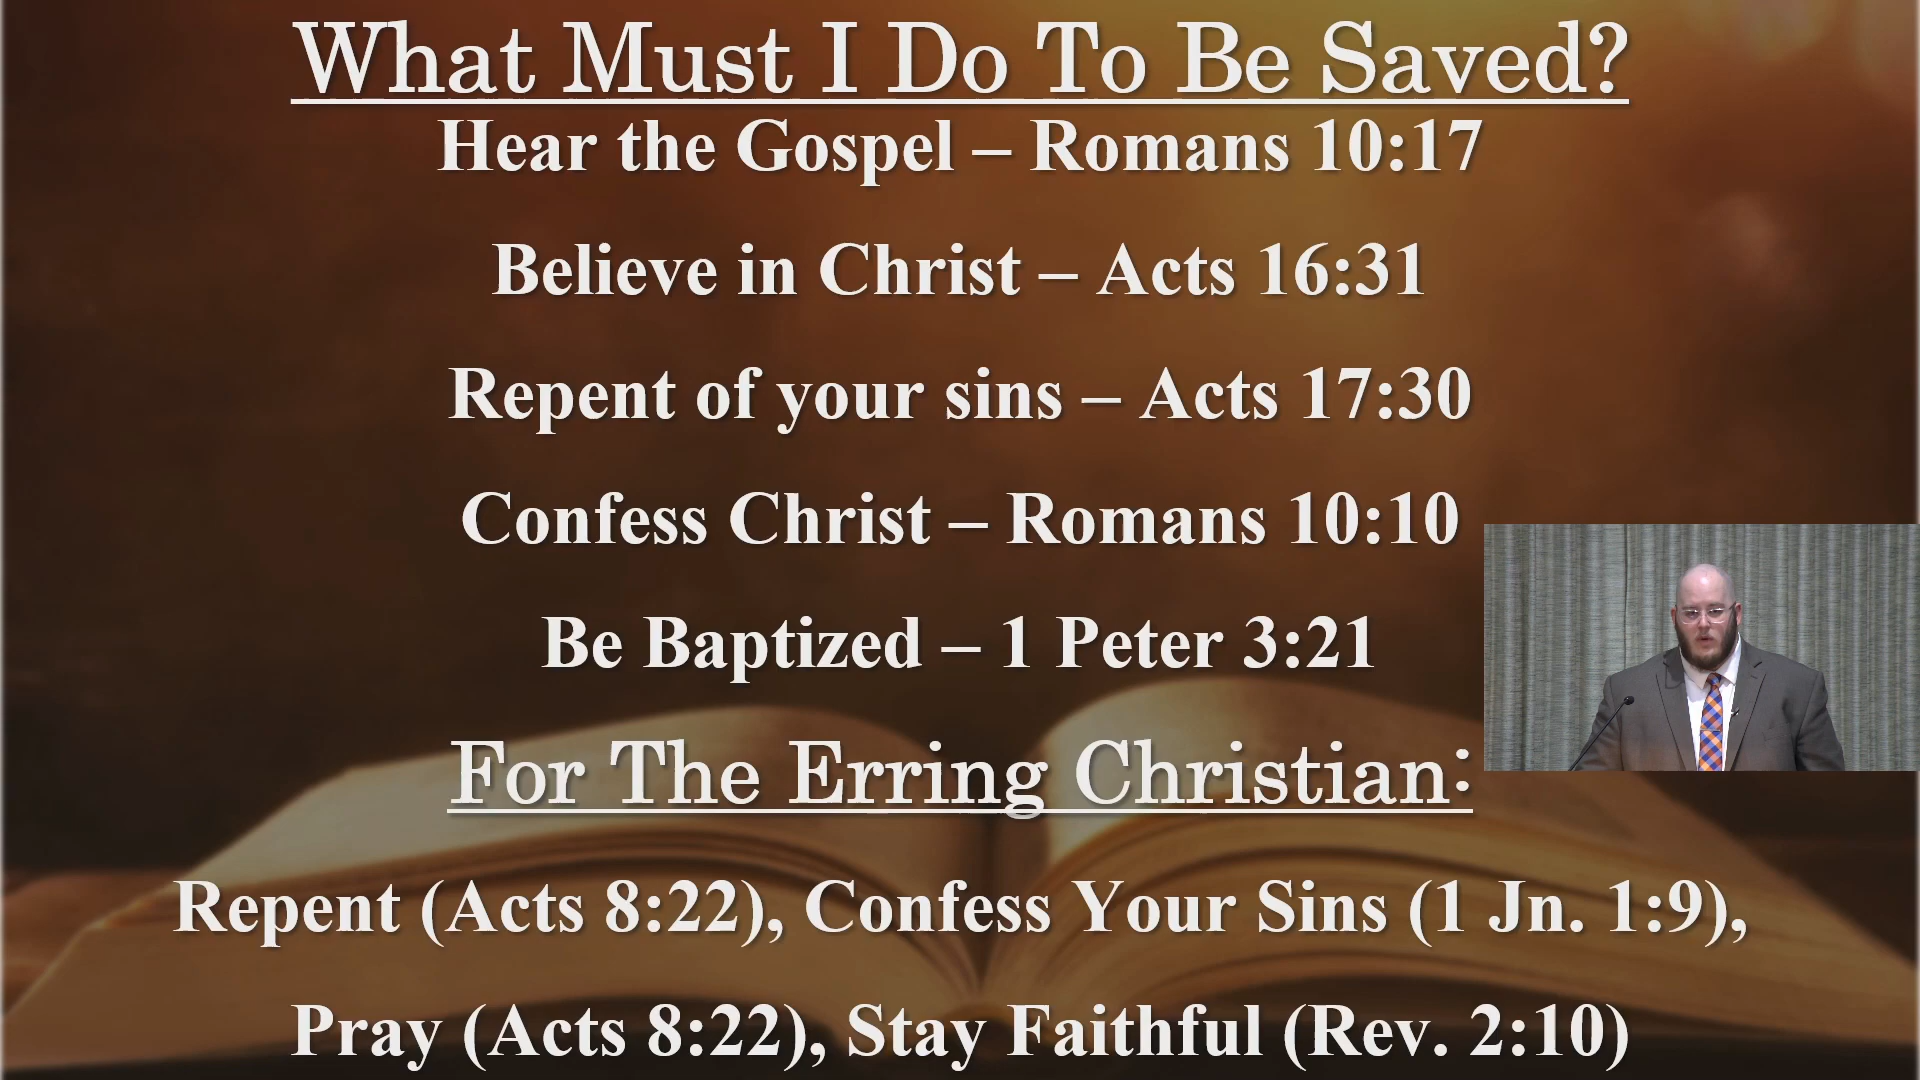 What Must I Do To Be Saved?
Hear the Gospel – Romans 10:17
Believe in Christ – Acts 16:31
Repent of your sins – Acts 17:30
Confess Christ – Romans 10:10
Be Baptized – 1 Peter 3:21
For The Erring Christian:
Repent (Acts 8:22), Confess Your Sins (1 Jn. 1:9),
Pray (Acts 8:22), Stay Faithful (Rev. 2:10)